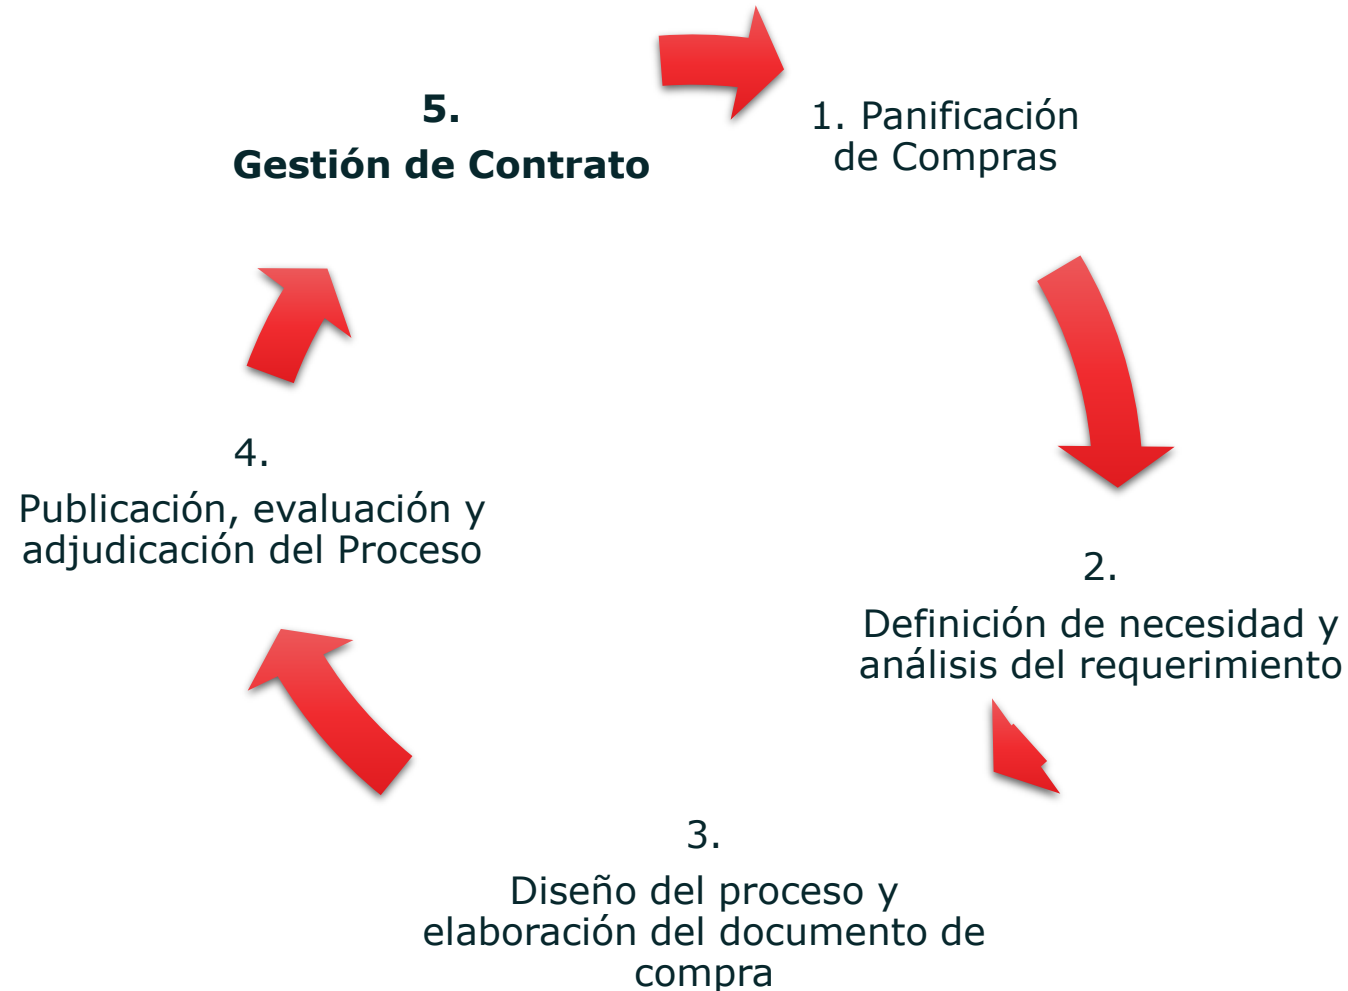 1. Panificación
de Compras
2.
Definición de necesidad y
análisis del requerimiento
3.
Diseño del proceso y
elaboración del documento de
compra
4.
Publicación, evaluación y
adjudicación del Proceso
5.
Gestión de Contrato